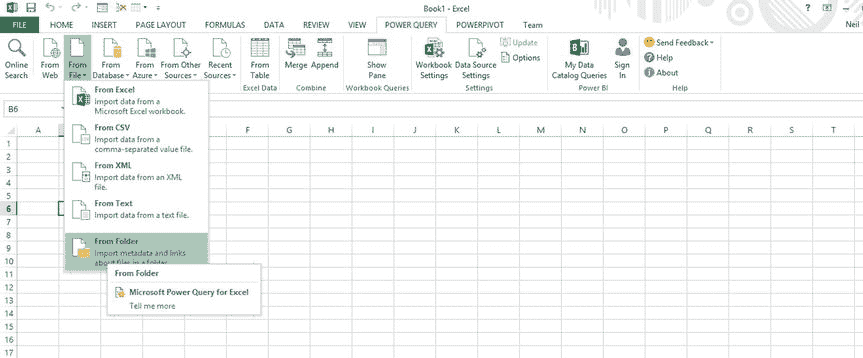 Book1 - Excel
FILE HOME INSERT PAGE LAYOUT FORMULAS DATA REVIEW VIEW POWER QUERY POWERPIVOT Team Neil
Online Search
From Web
From File
From Database
From Azure
From Other Sources
Recent Sources
From Table
Excel Data
Merge Append
Combine
Show Pane
Workbook Queries
Workbook Settings
Data Source Settings
Update
Options
Settings
My Data Catalog Queries
Sign In
Power BI
Send Feedback
Help
About
Help
B6
A F G H I J K L M N O P Q R S T
1
2
3
4
5
6
7
8
9
10
11
12
13
14
15
16
17
From Excel
Import data from a
Microsoft Excel workbook.
From CSV
Import data from a
comma-separated value file.
From XML
Import data from an XML
file.
From Text
Import data from a text file.
From Folder
Import metadata and links
about files in a folder.
From Folder
Microsoft Power Query for Excel
Tell me more